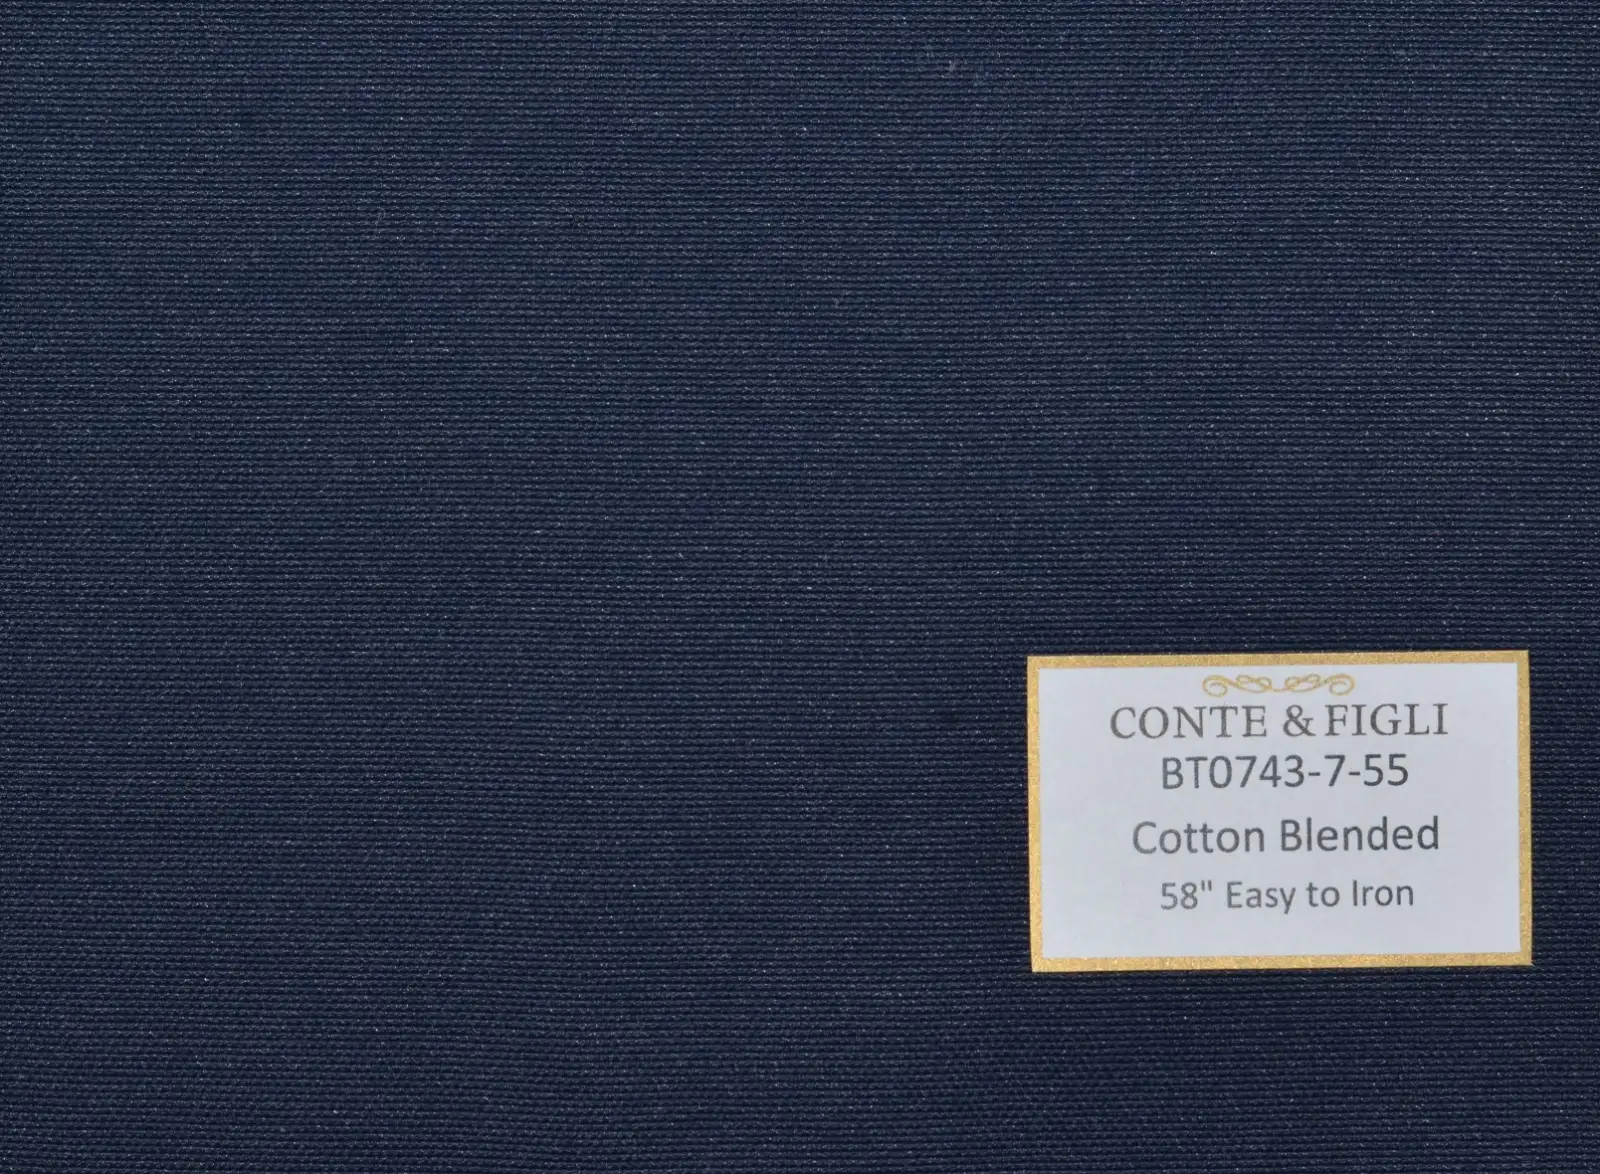 CONTE & FIGLI
BT0743-7-55
Cotton Blended
58" Easy to Iron